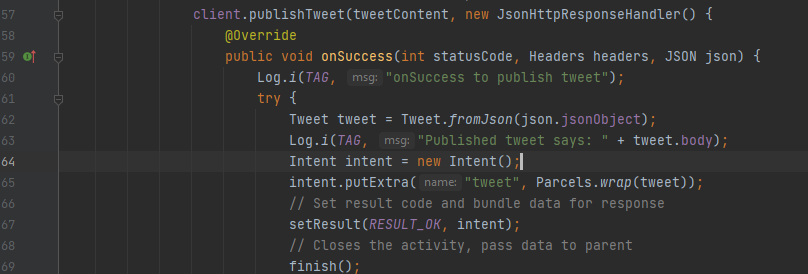 57 client.publishTweet(tweetContent, new JsonHttpResponseHandler() {
58 @Override
59 public void onSuccess(int statusCode, Headers headers, JSON json) {
60 Log.i(TAG, msg: "onSuccess to publish tweet");
61 try {
62 Tweet tweet = Tweet.fromJson(json.jsonObject);
63 Log.i(TAG, msg: "Published tweet says: " + tweet.body);
64 Intent intent = new Intent();
65 intent.putExtra( name: "tweet", Parcels.wrap(tweet));
66 // Set result code and bundle data for response
67 setResult(RESULT_OK, intent);
68 // Closes the activity, pass data to parent
69 finish();